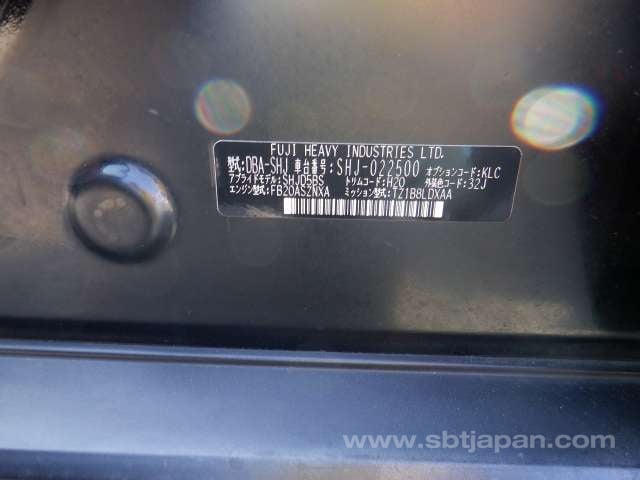 FUJI HEAVY INDUSTRIES LTD.
型式:DBA-SHJ 車台番号:SHJ-022500 オプションコード:KLC
アプライドモデル:SHJD58S トリムコード:H20 外装色コード:32J
エンジン型式:FB20ASZNXA ミッション型式:TZ1B8LDXAA
www.sbtjapan.com